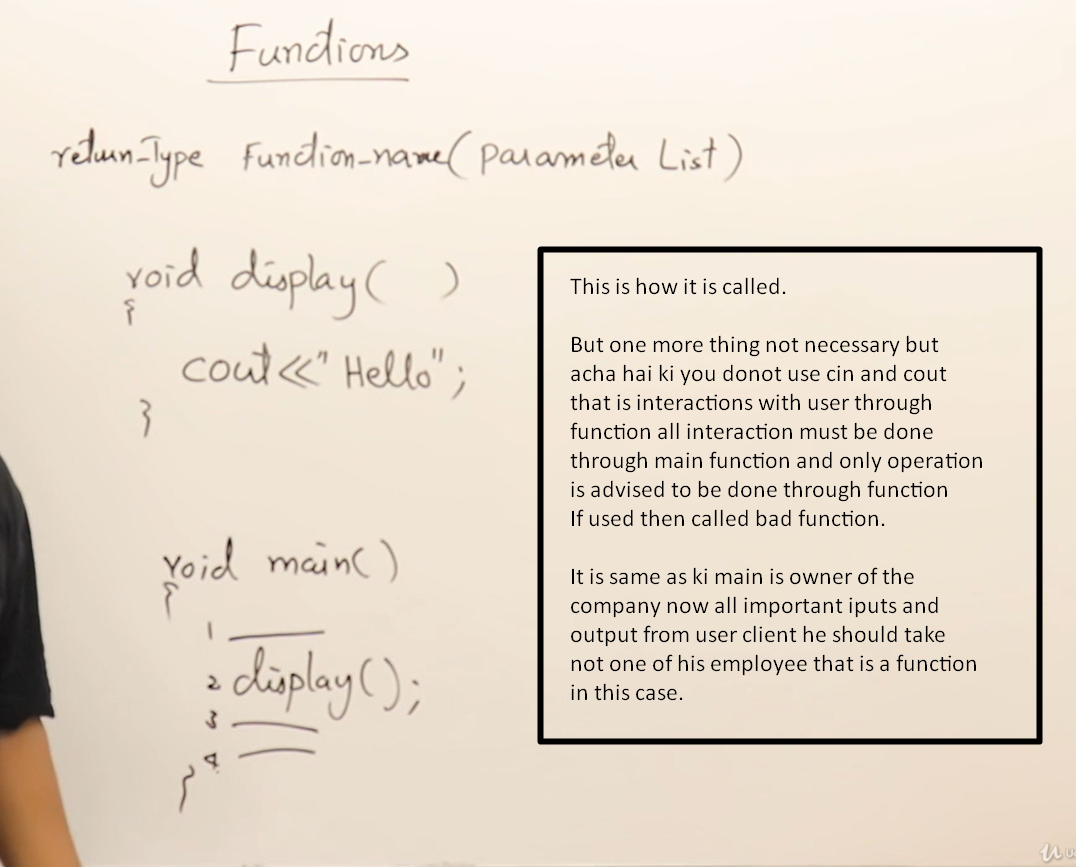 Functions
return-Type Function-name(Parameter List)
void display( )
{
cout<<"Hello";
}
void main()
{
1
2 display();
3
4
}
This is how it is called.
But one more thing not necessary but
acha hai ki you donot use cin and cout
that is interactions with user through
function all interaction must be done
through main function and only operation
is advised to be done through function
If used then called bad function.
It is same as ki main is owner of the
company now all important iputs and
output from user client he should take
not one of his employee that is a function
in this case.